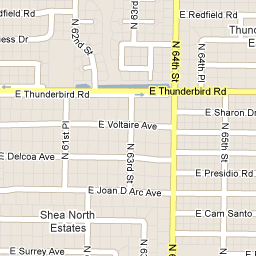 E Redfield Rd
E Redfield Rd
N 62nd St
N 63rd
N 64th St
Thund
ess Dr
N 64th Pl
E Thunderbird Rd
E Thunderbird Rd
E Voltaire Ave
E Sharon Dr
N 61st Pl
N 63rd St
N 65th St
E Delcoa Ave
E Presidio Rd
E Joan D Arc Ave
Shea North
Estates
E Cam Santo
E Surrey Ave
N 6